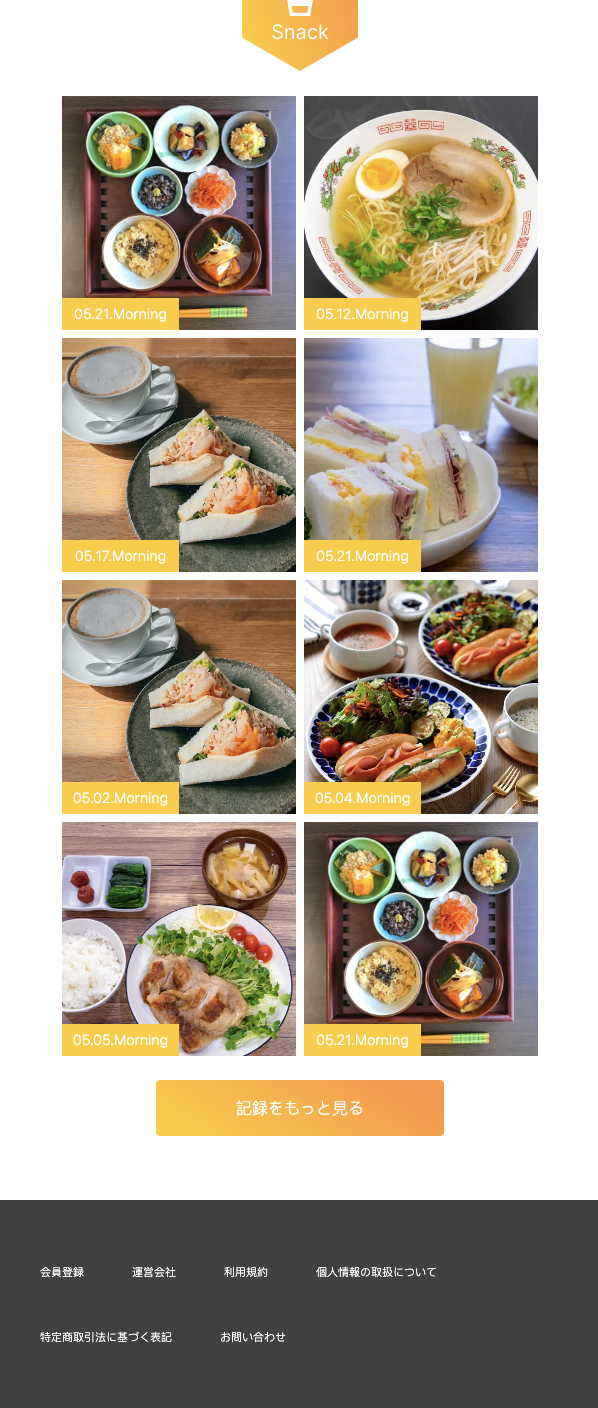 Snack
05.21.Morning
05.12.Morning
05.17.Morning
05.21.Morning
05.02.Morning
05.04.Morning
05.05.Morning
05.21.Morning
記録をもっと見る
会員登録
運営会社
利用規約
個人情報の取扱について
特定商取引法に基づく表記
お問い合わせ